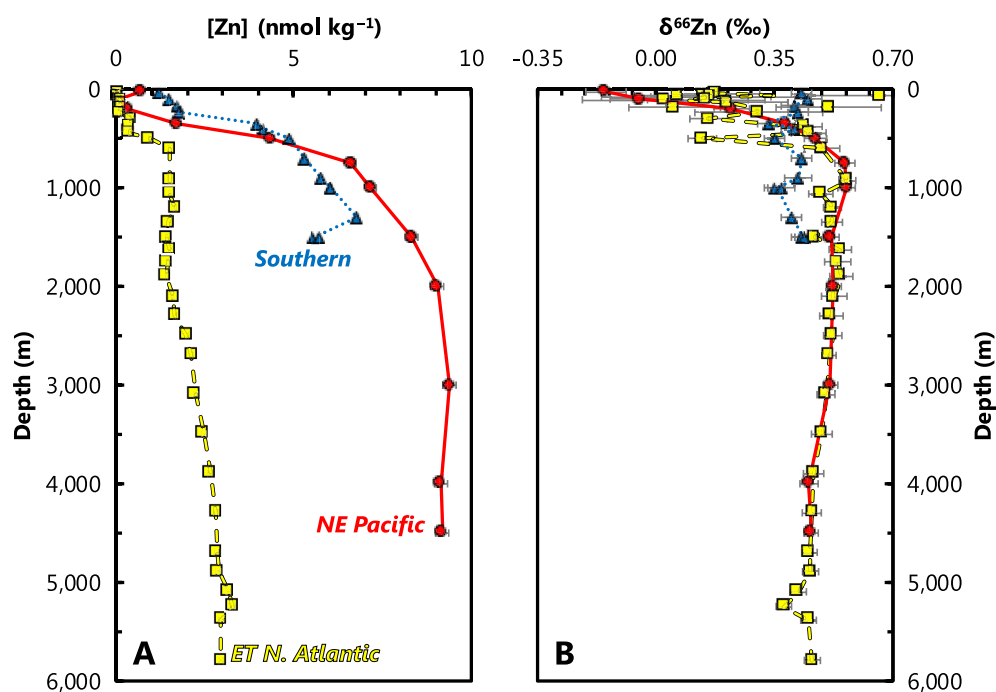 [Zn] (nmol kg⁻¹)
δ⁶⁶Zn (‰)
0 5 10
-0.35 0.00 0.35 0.70
0 0
1,000 1,000
2,000 2,000
3,000 3,000
4,000 4,000
5,000 5,000
6,000 6,000
Depth (m)
Depth (m)
Southern
NE Pacific
ET N. Atlantic
A
B